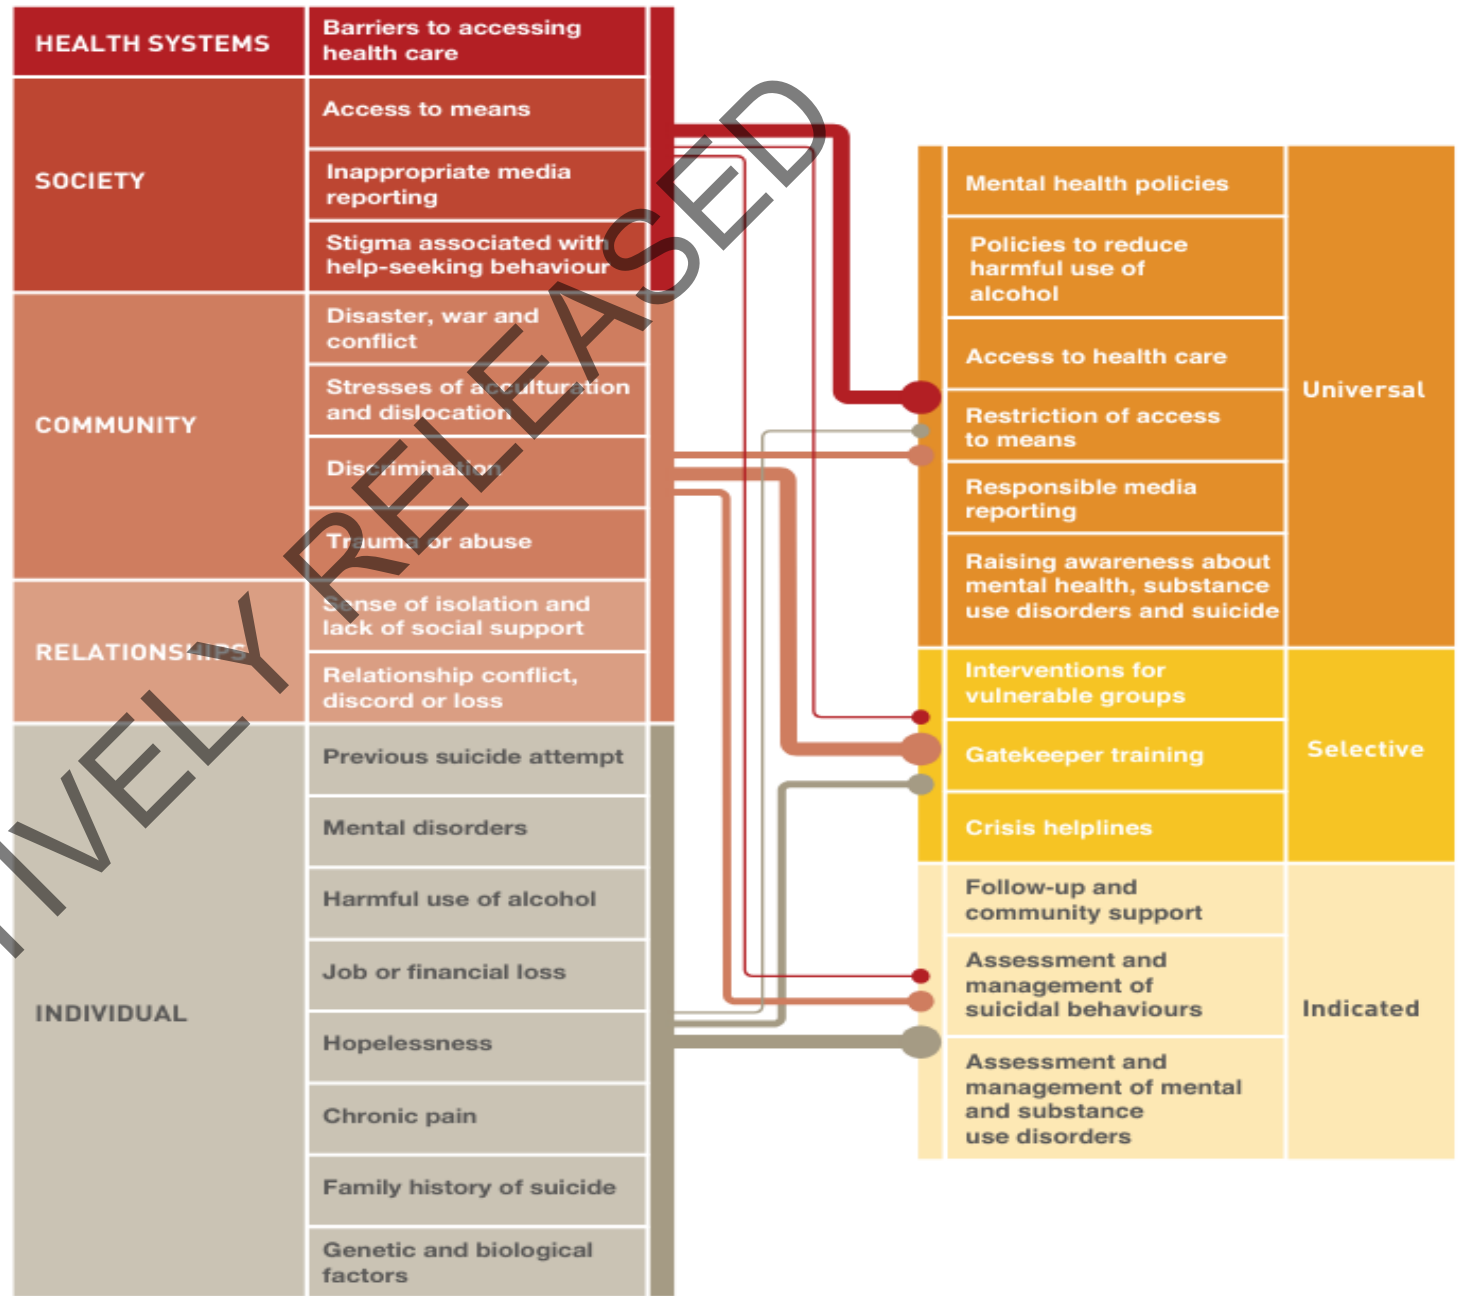 HEALTH SYSTEMS
Barriers to accessing
health care
SOCIETY
Access to means
Inappropriate media
reporting
Stigma associated with
help-seeking behaviour
COMMUNITY
Disaster, war and
conflict
Stresses of acculturation
and dislocation
Discrimination
Trauma or abuse
RELATIONSHIPS
Sense of isolation and
lack of social support
Relationship conflict,
discord or loss
INDIVIDUAL
Previous suicide attempt
Mental disorders
Harmful use of alcohol
Job or financial loss
Hopelessness
Chronic pain
Family history of suicide
Genetic and biological
factors
Universal
Mental health policies
Policies to reduce
harmful use of
alcohol
Access to health care
Restriction of access
to means
Responsible media
reporting
Raising awareness about
mental health, substance
use disorders and suicide
Selective
Interventions for
vulnerable groups
Gatekeeper training
Crisis helplines
Indicated
Follow-up and
community support
Assessment and
management of
suicidal behaviours
Assessment and
management of mental
and substance
use disorders
TIVELY RELEASED